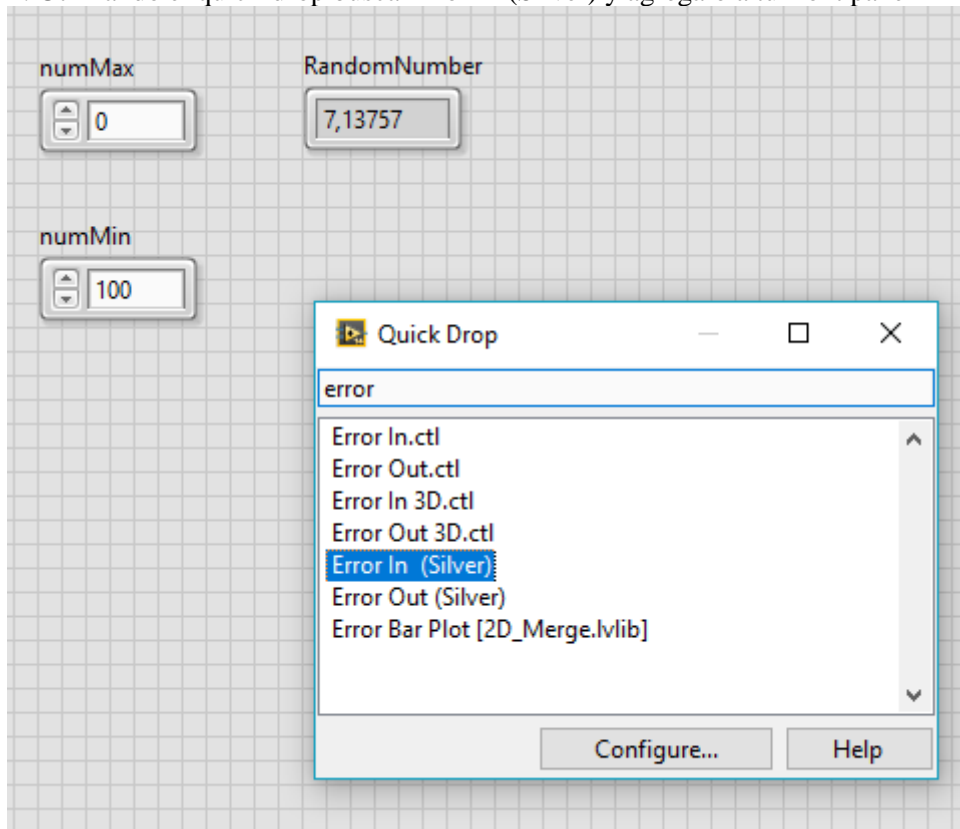 numMax
RandomNumber
0
7,13757
numMin
100
Quick Drop
error
Error In.ctl
Error Out.ctl
Error In 3D.ctl
Error Out 3D.ctl
Error In (Silver)
Error Out (Silver)
Error Bar Plot [2D_Merge.lvlib]
Configure...
Help